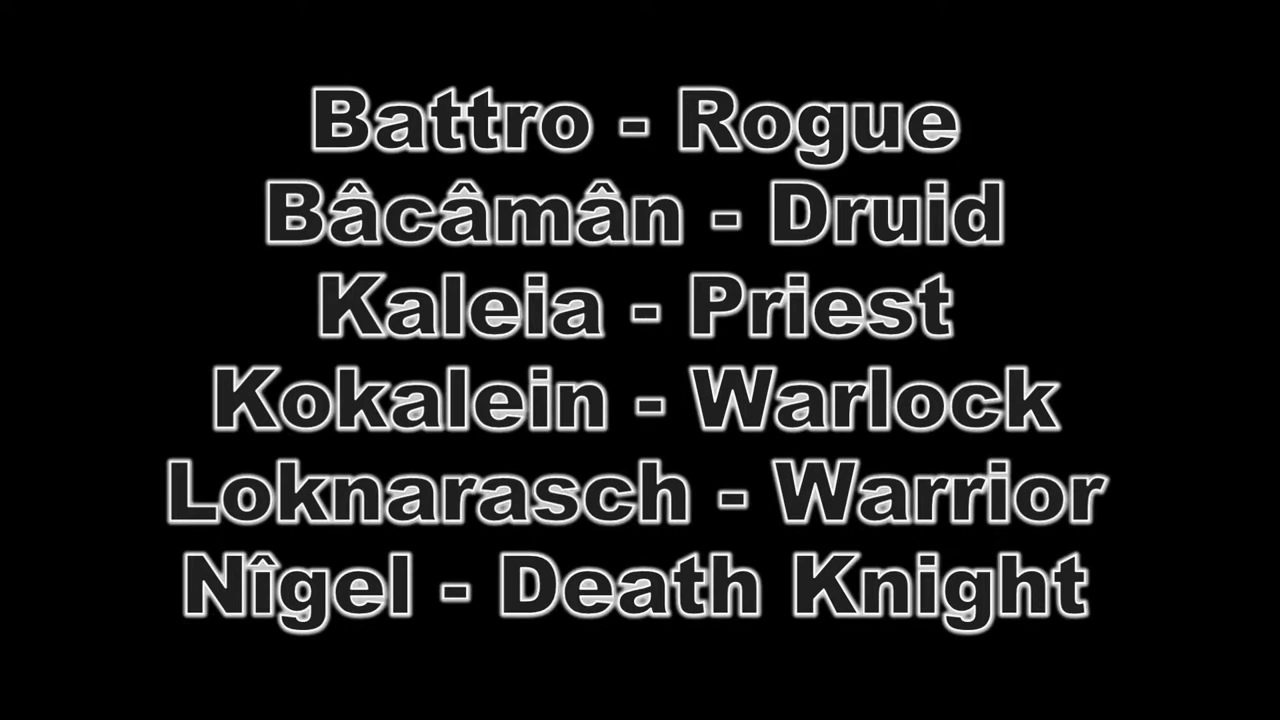 Battro - Rogue
Bâcâmân - Druid
Kaleia - Priest
Kokalein - Warlock
Loknarasch - Warrior
Nîgel - Death Knight